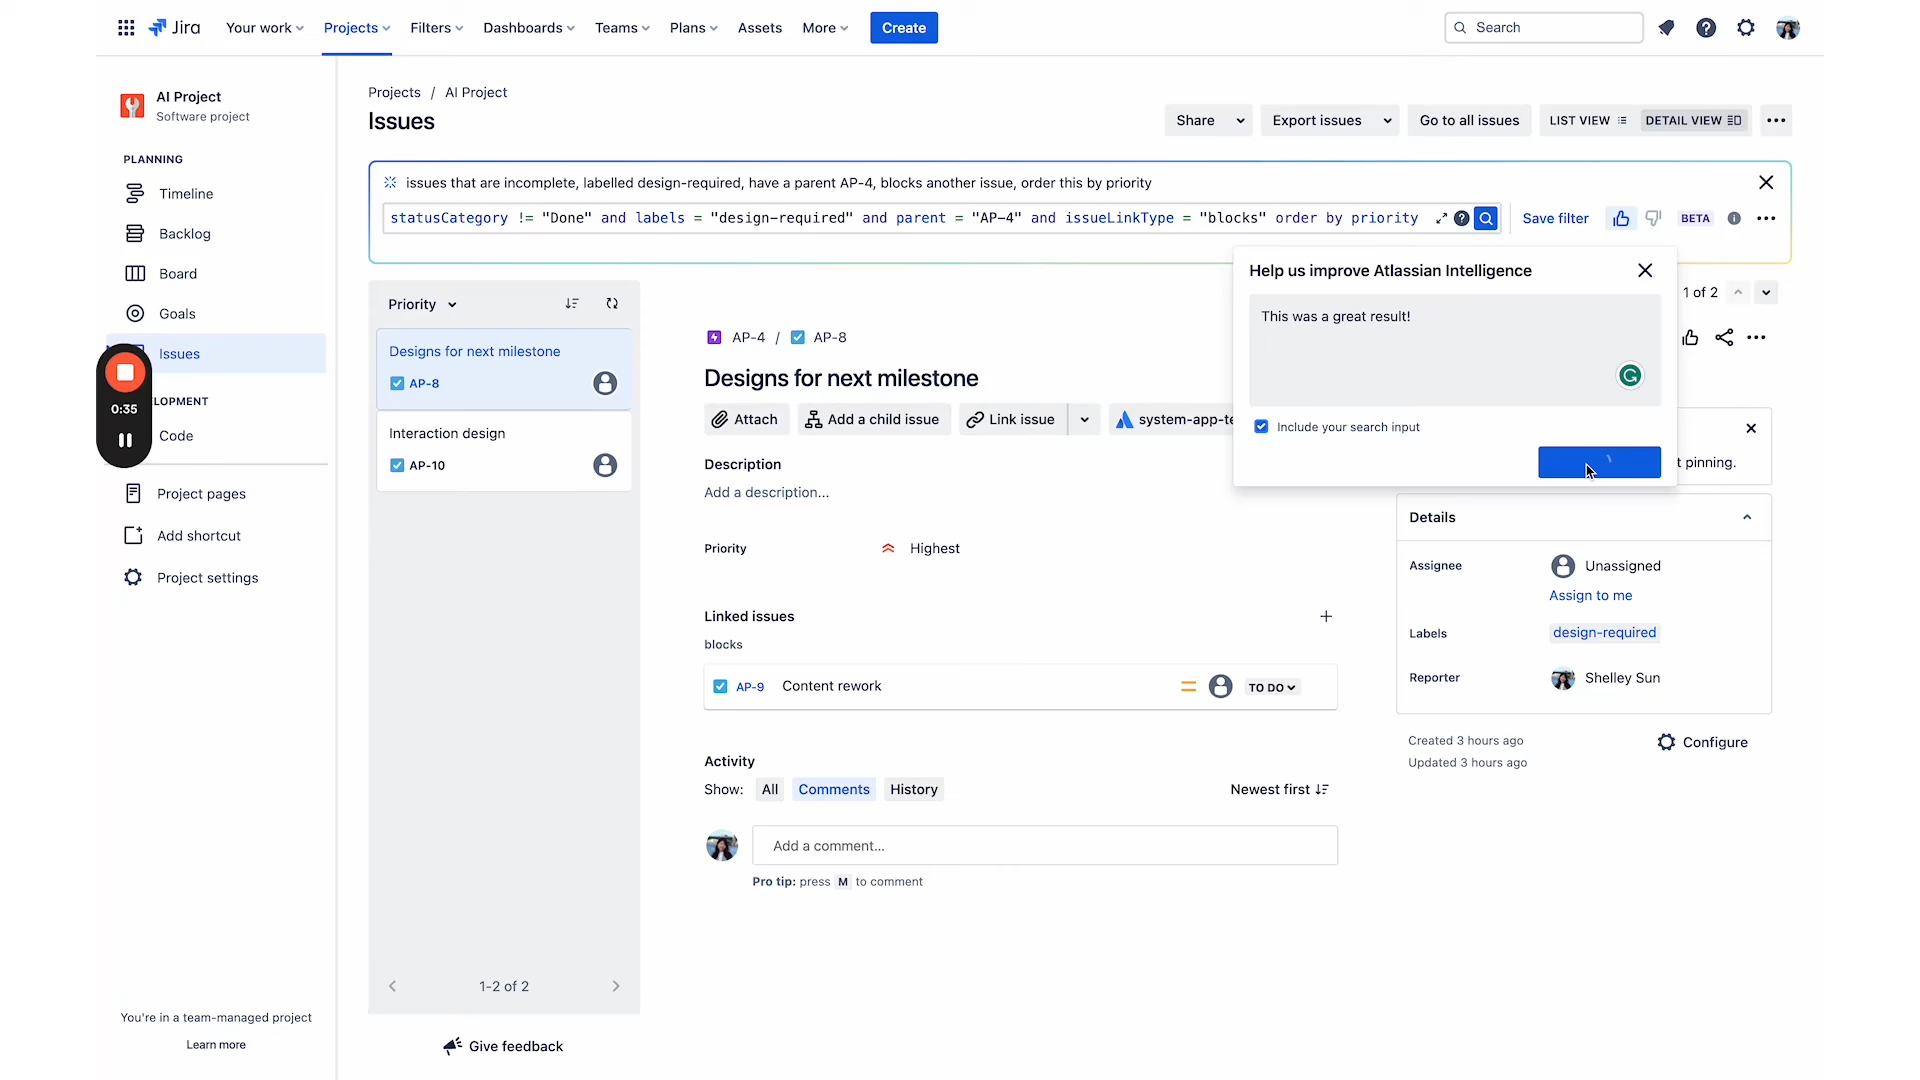 Jira
Your work
Projects
Filters
Dashboards
Teams
Plans
Assets
More
Create
Search
AI Project
Software project
PLANNING
Timeline
Backlog
Board
Goals
Issues
0:35
LOPMENT
Code
Project pages
Add shortcut
Project settings
You're in a team-managed project
Learn more
Projects / AI Project
Issues
Share
Export issues
Go to all issues
LIST VIEW
DETAIL VIEW
issues that are incomplete, labelled design-required, have a parent AP-4, blocks another issue, order this by priority
statusCategory != "Done" and labels = "design-required" and parent = "AP-4" and issueLinkType = "blocks" order by priority
Save filter
BETA
Help us improve Atlassian Intelligence
This was a great result!
Include your search input
1 of 2
t pinning.
Priority
Designs for next milestone
AP-8
Interaction design
AP-10
1-2 of 2
Give feedback
AP-4 / AP-8
Designs for next milestone
Attach
Add a child issue
Link issue
system-app-te
Description
Add a description...
Priority
Highest
Linked issues
blocks
AP-9 Content rework
TO DO
Activity
Show: All Comments History
Newest first
Add a comment...
Pro tip: press M to comment
Details
Assignee
Unassigned
Assign to me
Labels
design-required
Reporter
Shelley Sun
Created 3 hours ago
Updated 3 hours ago
Configure